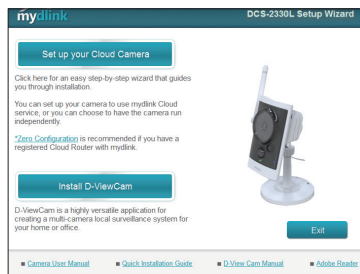 mydlink
DCS-2330L Setup Wizard
Set up your Cloud Camera
Click here for an easy step-by-step wizard that guides
you through installation.
You can set up your camera to use mydlink Cloud
service, or you can choose to have the camera run
independently.
*Zero Configuration is recommended if you have a
registered Cloud Router with mydlink.
Install D-ViewCam
D-ViewCam is a highly versatile application for
creating a multi-camera local surveillance system for
your home or office.
Exit
Camera User Manual
Quick Installation Guide
D-View Cam Manual
Adobe Reader